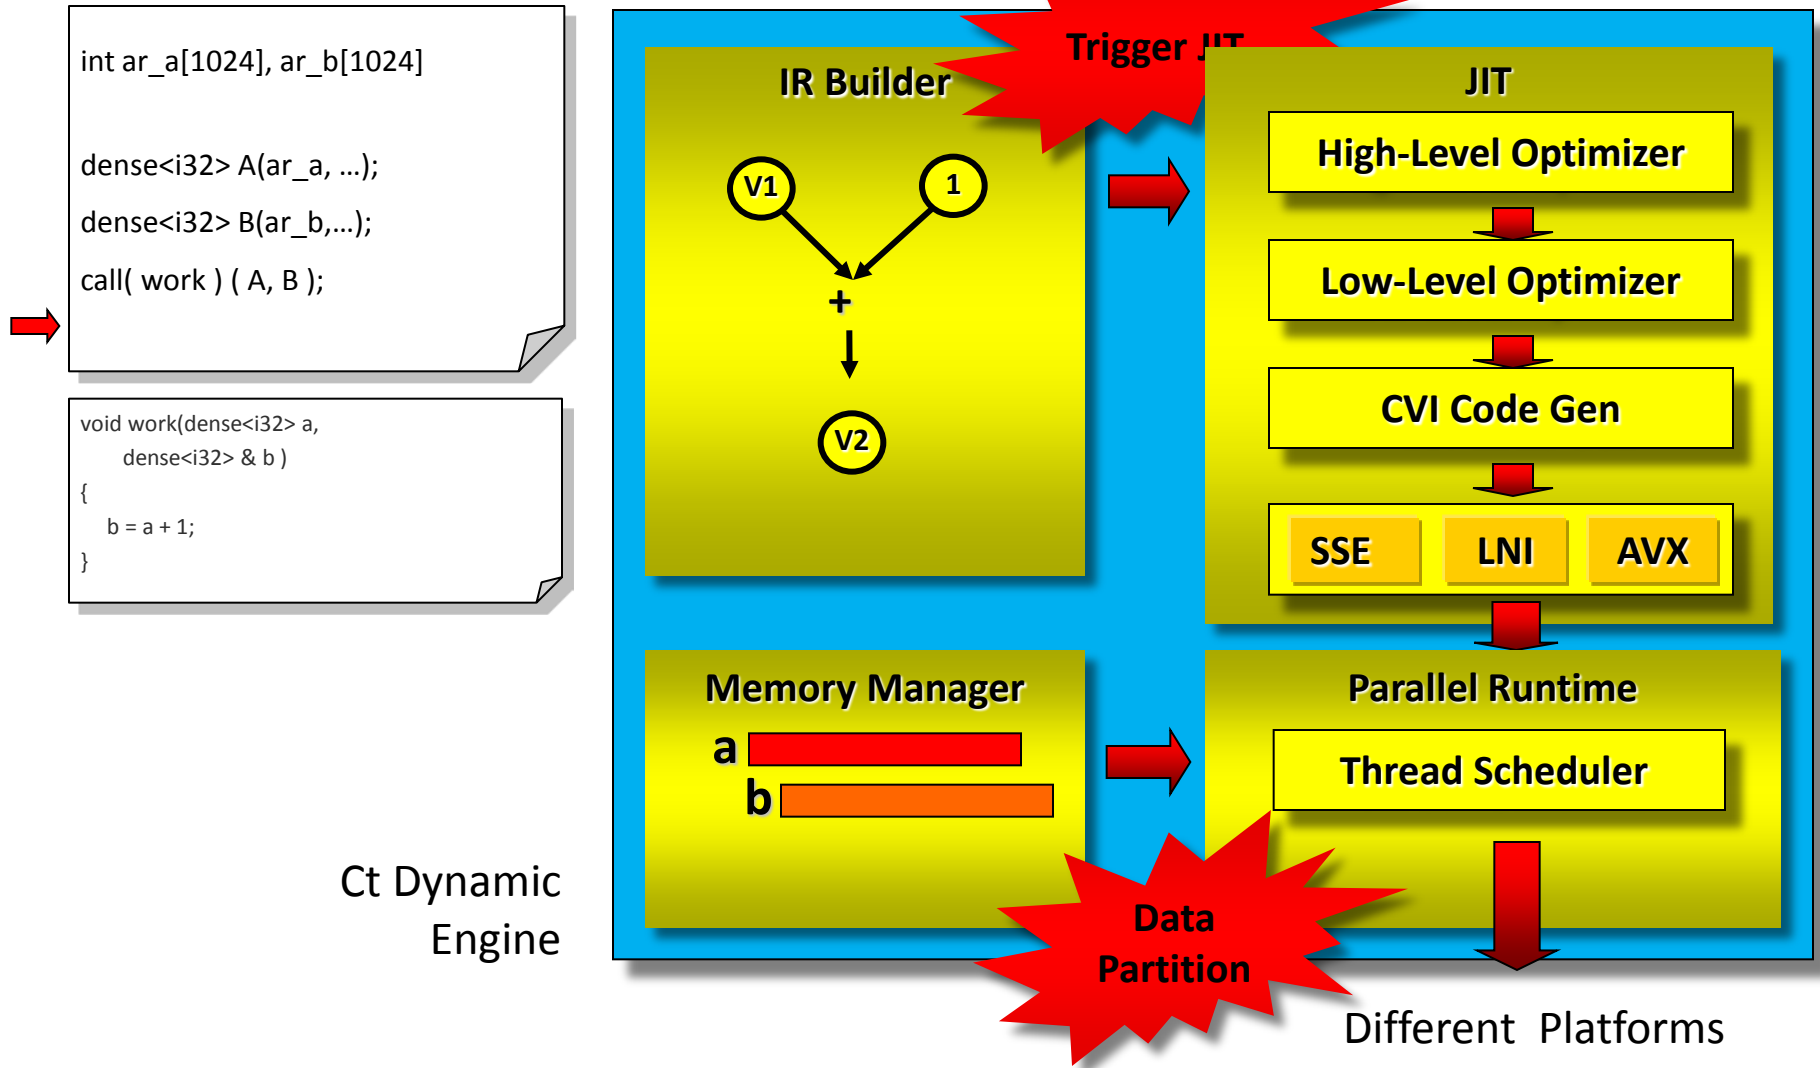 int ar_a[1024], ar_b[1024]
dense<i32> A(ar_a, ...);
dense<i32> B(ar_b,...);
call( work ) ( A, B );
void work(dense<i32> a,
dense<i32> & b )
{
b = a + 1;
}
Ct Dynamic
Engine
Trigger JIT
IR Builder
V1
1
+
V2
JIT
High-Level Optimizer
Low-Level Optimizer
CVI Code Gen
SSE
LNI
AVX
Memory Manager
a
b
Parallel Runtime
Thread Scheduler
Data
Partition
Different Platforms